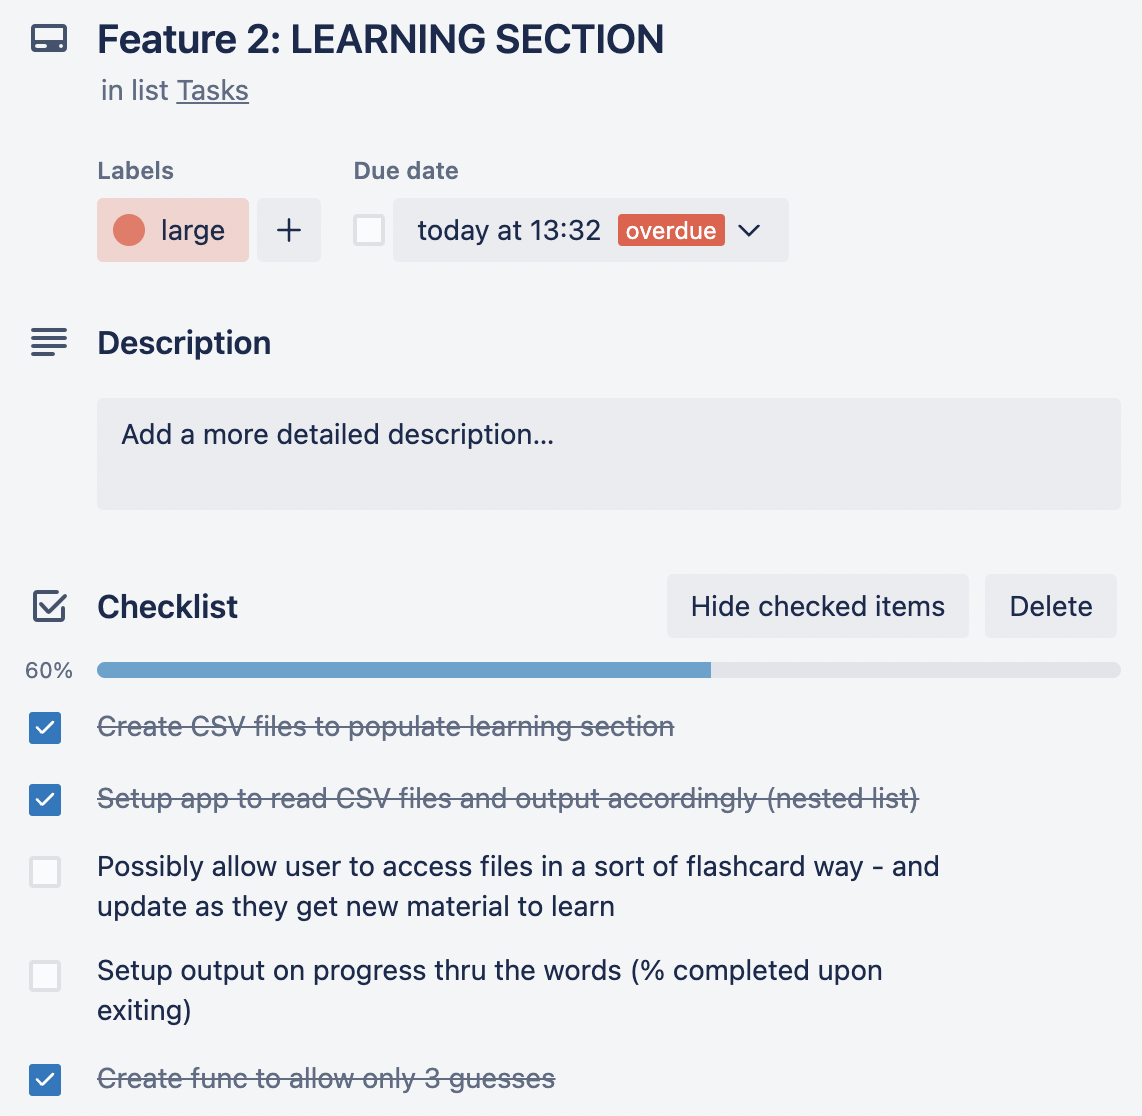 Feature 2: LEARNING SECTION
in list Tasks
Labels
Due date
large
+
today at 13:32 overdue
Description
Add a more detailed description...
Checklist
Hide checked items
Delete
60%
Create CSV files to populate learning section
Setup app to read CSV files and output accordingly (nested list)
Possibly allow user to access files in a sort of flashcard way - and
update as they get new material to learn
Setup output on progress thru the words (% completed upon
exiting)
Create func to allow only 3 guesses